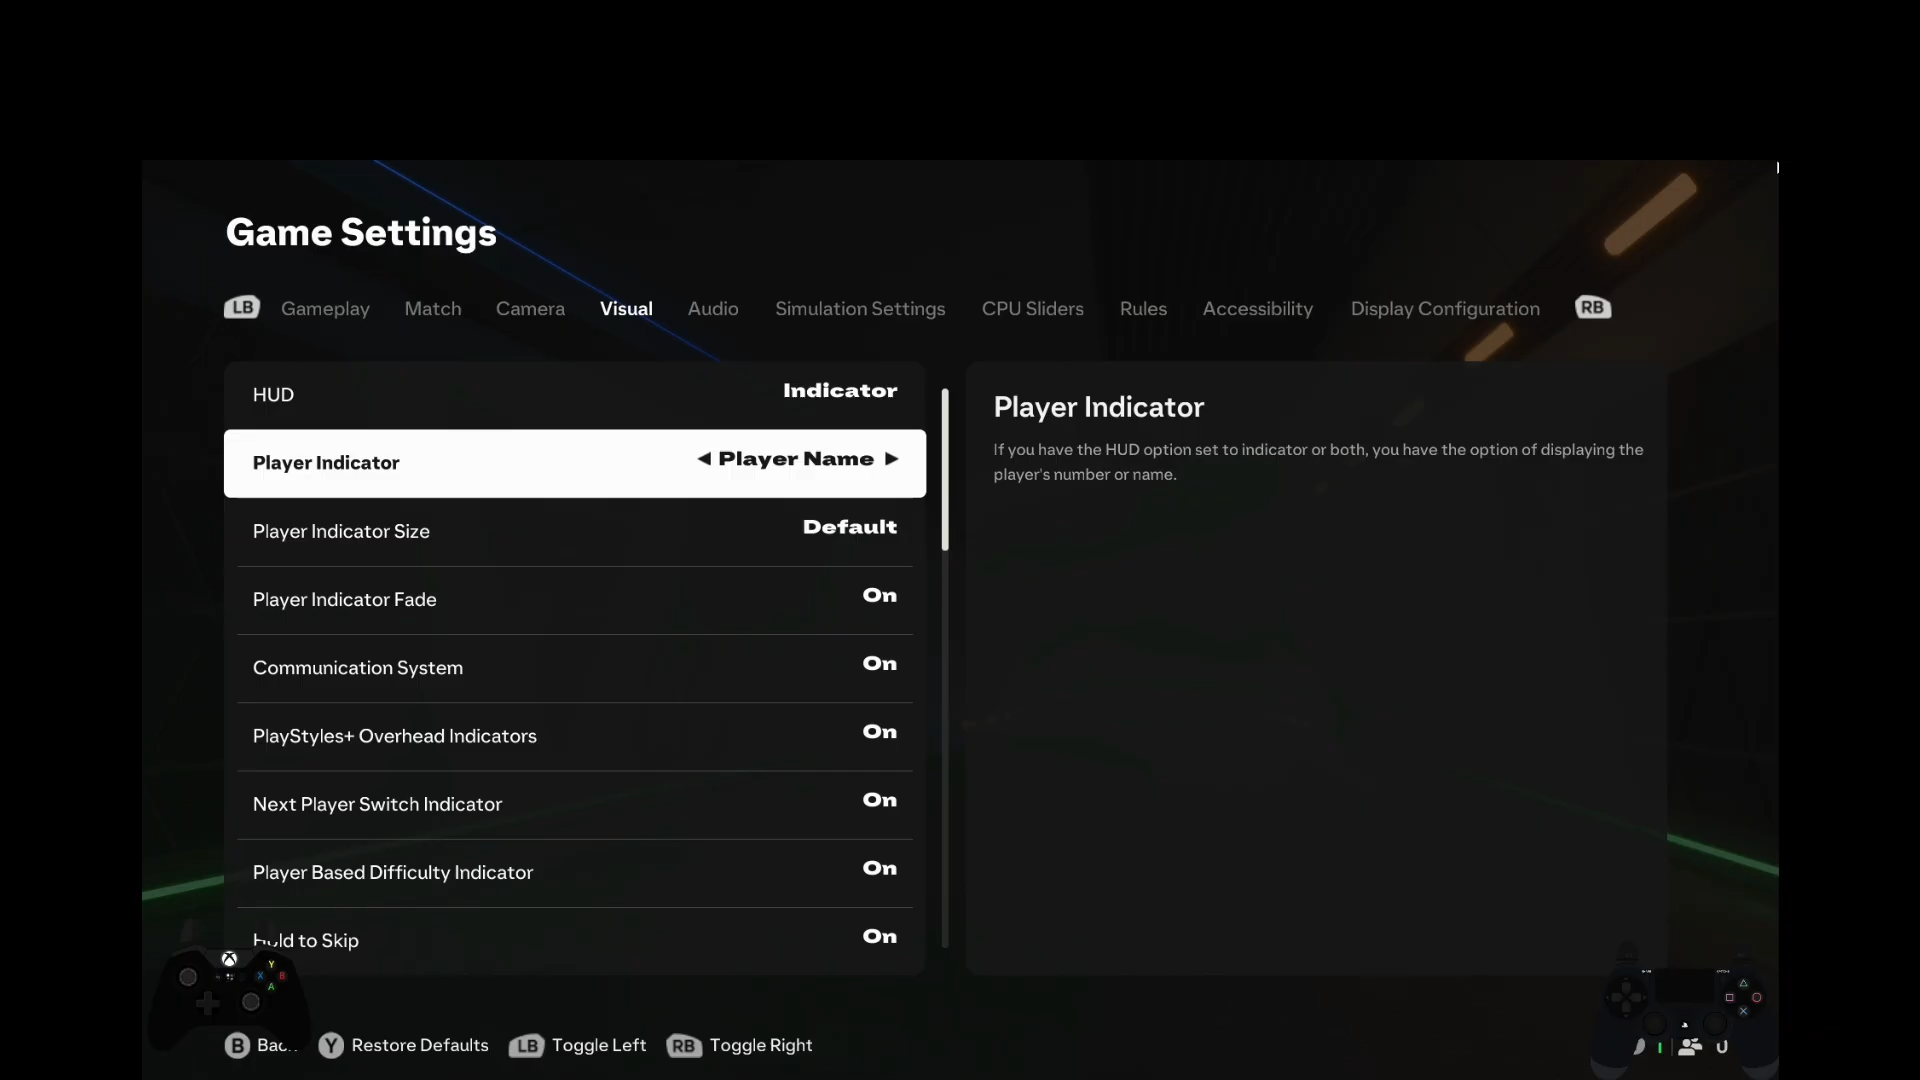 Game Settings
LB Gameplay Match Camera Visual Audio Simulation Settings CPU Sliders Rules Accessibility Display Configuration RB
HUD Indicator
Player Indicator Player Name
Player Indicator Size Default
Player Indicator Fade On
Communication System On
PlayStyles+ Overhead Indicators On
Next Player Switch Indicator On
Player Based Difficulty Indicator On
Hold to Skip On
Player Indicator
If you have the HUD option set to indicator or both, you have the option of displaying the
player's number or name.
Y
X B
A
B Back Y Restore Defaults LB Toggle Left RB Toggle Right